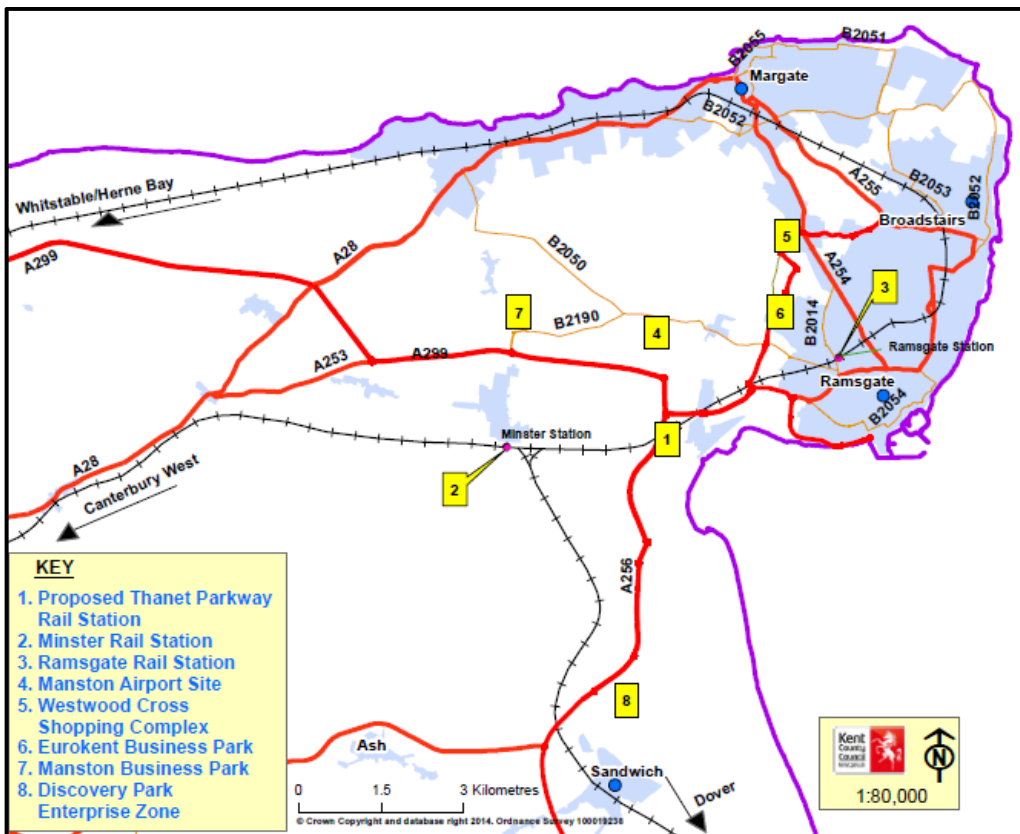 B2051
B2055
Margate
B2052
Whitstable/Herne Bay
B2053
B2052
A255
Broadstairs
A299
A28
B2050
5
A254
3
7
B2190
4
6
B2014
Ramsgate Station
A253
A299
Ramsgate
B2054
1
Minster Station
2
A28
Canterbury West
A256
KEY
1. Proposed Thanet Parkway
Rail Station
2. Minster Rail Station
3. Ramsgate Rail Station
4. Manston Airport Site
5. Westwood Cross
Shopping Complex
6. Eurokent Business Park
7. Manston Business Park
8. Discovery Park
Enterprise Zone
8
Ash
Sandwich
Dover
0 1.5 3 Kilometres
© Crown Copyright and database right 2014. Ordnance Survey 100019238
Kent
County
Council
N
1:80,000